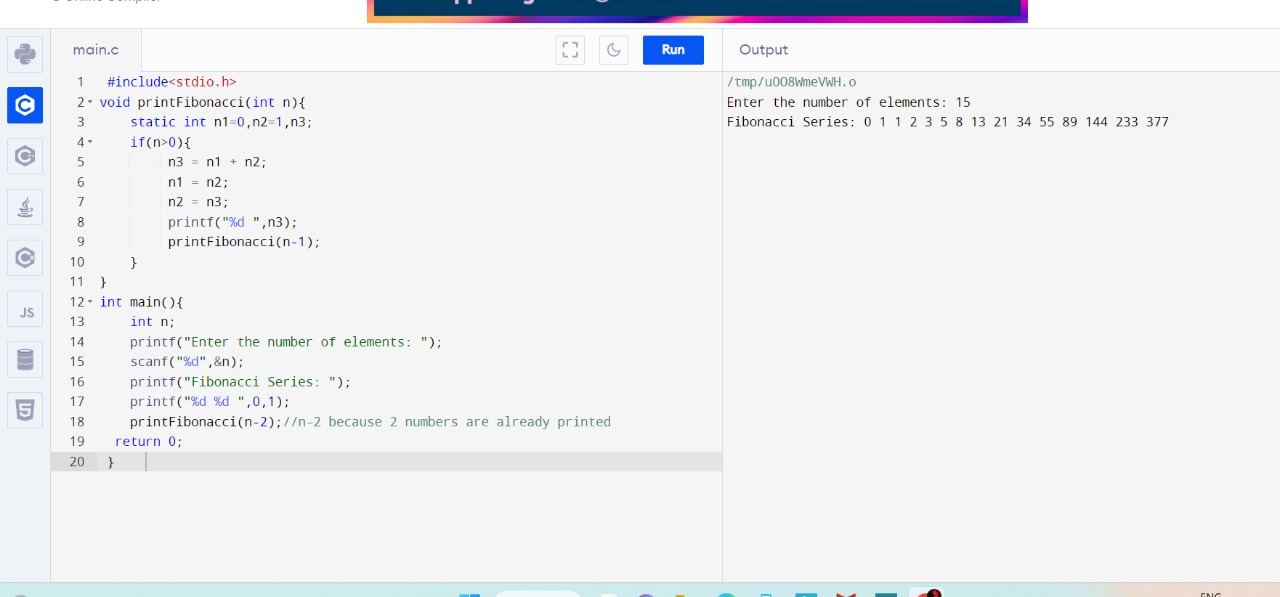 main.c
Run
Output
1 #include<stdio.h>
2 void printFibonacci(int n){
3 static int n1=0,n2=1,n3;
4 if(n>0){
5 n3 = n1 + n2;
6 n1 = n2;
7 n2 = n3;
8 printf("%d ",n3);
9 printFibonacci(n-1);
10 }
11 }
12 int main(){
13 int n;
14 printf("Enter the number of elements: ");
15 scanf("%d",&n);
16 printf("Fibonacci Series: ");
17 printf("%d %d ",0,1);
18 printFibonacci(n-2);//n-2 because 2 numbers are already printed
19 return 0;
20 }
/tmp/u0O8WmeVWH.o
Enter the number of elements: 15
Fibonacci Series: 0 1 1 2 3 5 8 13 21 34 55 89 144 233 377
JS
ENG